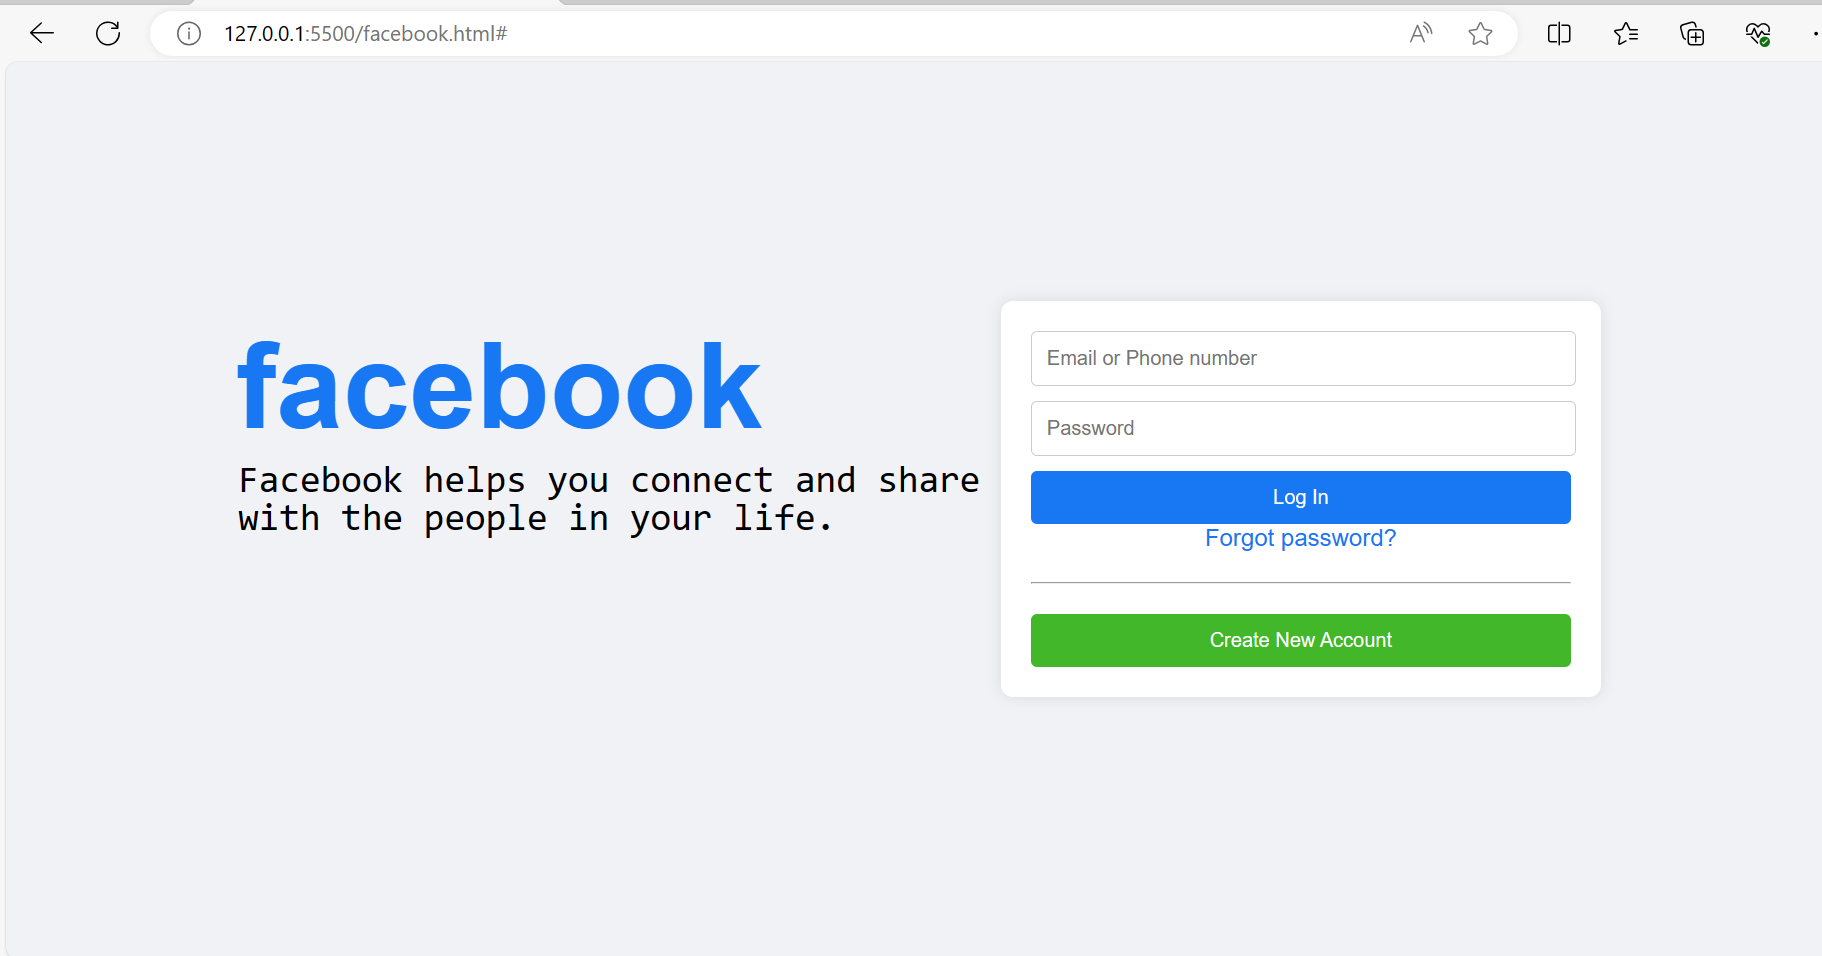 127.0.0.1:5500/facebook.html#
facebook
Facebook helps you connect and share
with the people in your life.
Email or Phone number
Password
Log In
Forgot password?
Create New Account